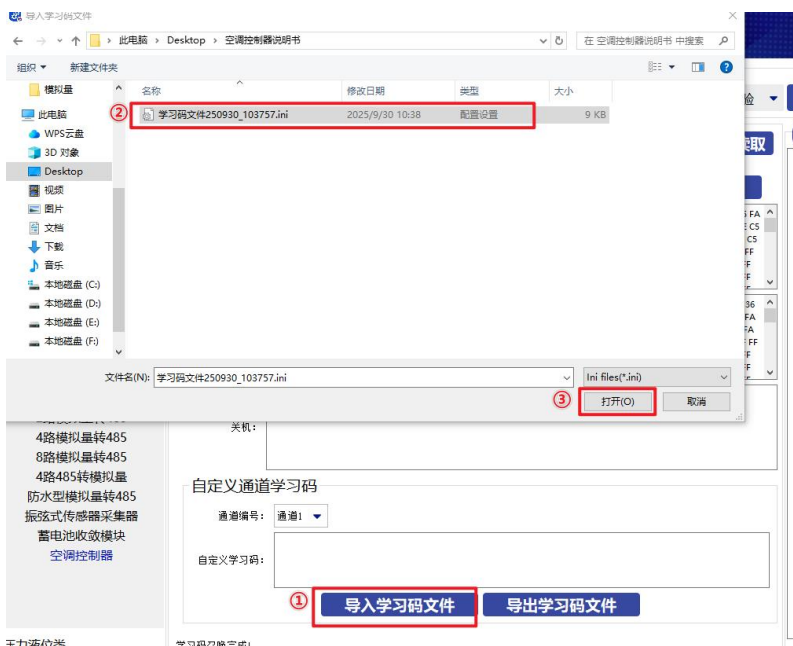 导入学习码文件
此电脑 › Desktop › 空调控制器说明书
在 空调控制器说明书 中搜索
组织 新建文件夹
名称 修改日期 类型 大小
模拟量
此电脑
WPS云盘
3D 对象
Desktop
视频
图片
文档
下载
音乐
本地磁盘 (C:)
本地磁盘 (D:)
本地磁盘 (E:)
本地磁盘 (F:)
② 学习码文件250930_103757.ini 2025/9/30 10:38 配置设置 9 KB
文件名(N): 学习码文件250930_103757.ini Ini files(*.ini)
③ 打开(O) 取消
FA
C5
C5
FF
36
FA
FF
关机:
4路模拟量转485
8路模拟量转485
4路485转模拟量
防水型模拟量转485
振弦式传感器采集器
蓄电池收敛模块
空调控制器
自定义通道学习码
通道编号: 通道1
自定义学习码:
① 导入学习码文件 导出学习码文件